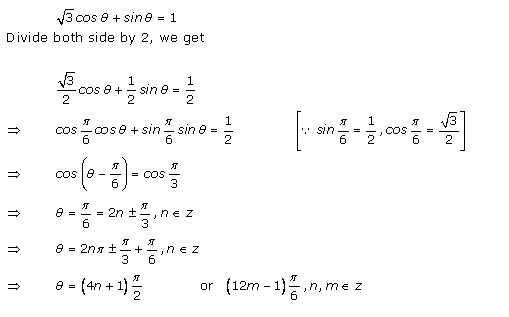 √3 cos θ + sin θ = 1
Divide both side by 2, we get
√3/2 cos θ + 1/2 sin θ = 1/2
⇒ cos π/6 cos θ + sin π/6 sin θ = 1/2 [∵ sin π/6 = 1/2 , cos π/6 = √3/2]
⇒ cos (θ − π/6) = cos π/3
⇒ θ = π/6 = 2n ± π/3 , n ∈ z
⇒ θ = 2nπ ± π/3 + π/6 , n ∈ z
⇒ θ = (4n + 1) π/2 or (12m − 1) π/6 , n, m ∈ z